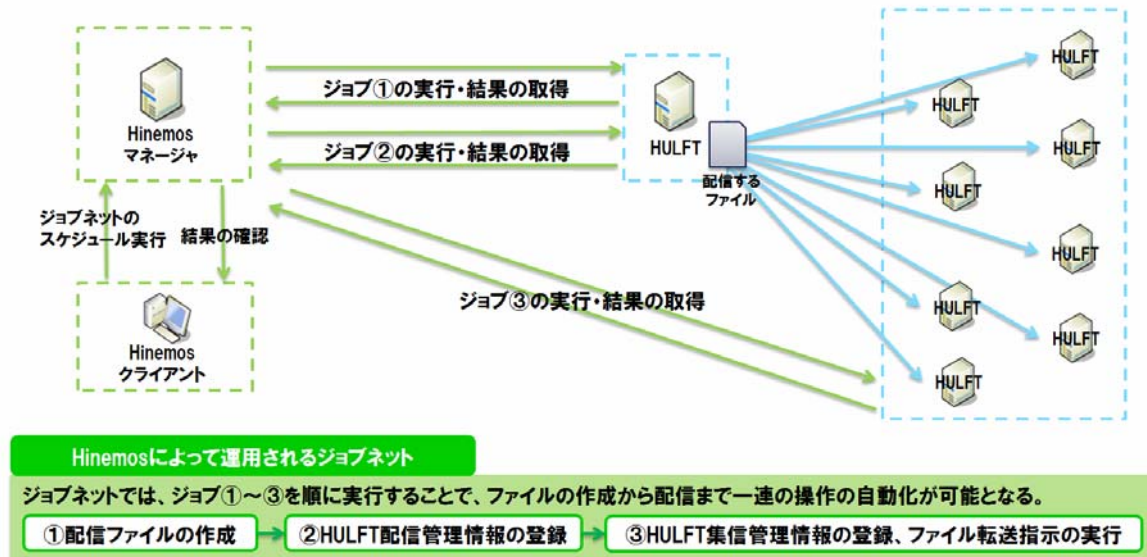 Hinemos
マネージャ
ジョブ①の実行・結果の取得
ジョブ②の実行・結果の取得
HULFT
配信する
ファイル
HULFT
HULFT
HULFT
HULFT
HULFT
HULFT
HULFT
HULFT
ジョブネットの
スケジュール実行
結果の確認
ジョブ③の実行・結果の取得
Hinemos
クライアント
Hinemosによって運用されるジョブネット
ジョブネットでは、ジョブ①～③を順に実行することで、ファイルの作成から配信まで一連の操作の自動化が可能となる。
①配信ファイルの作成
②HULFT配信管理情報の登録
③HULFT集信管理情報の登録、ファイル転送指示の実行